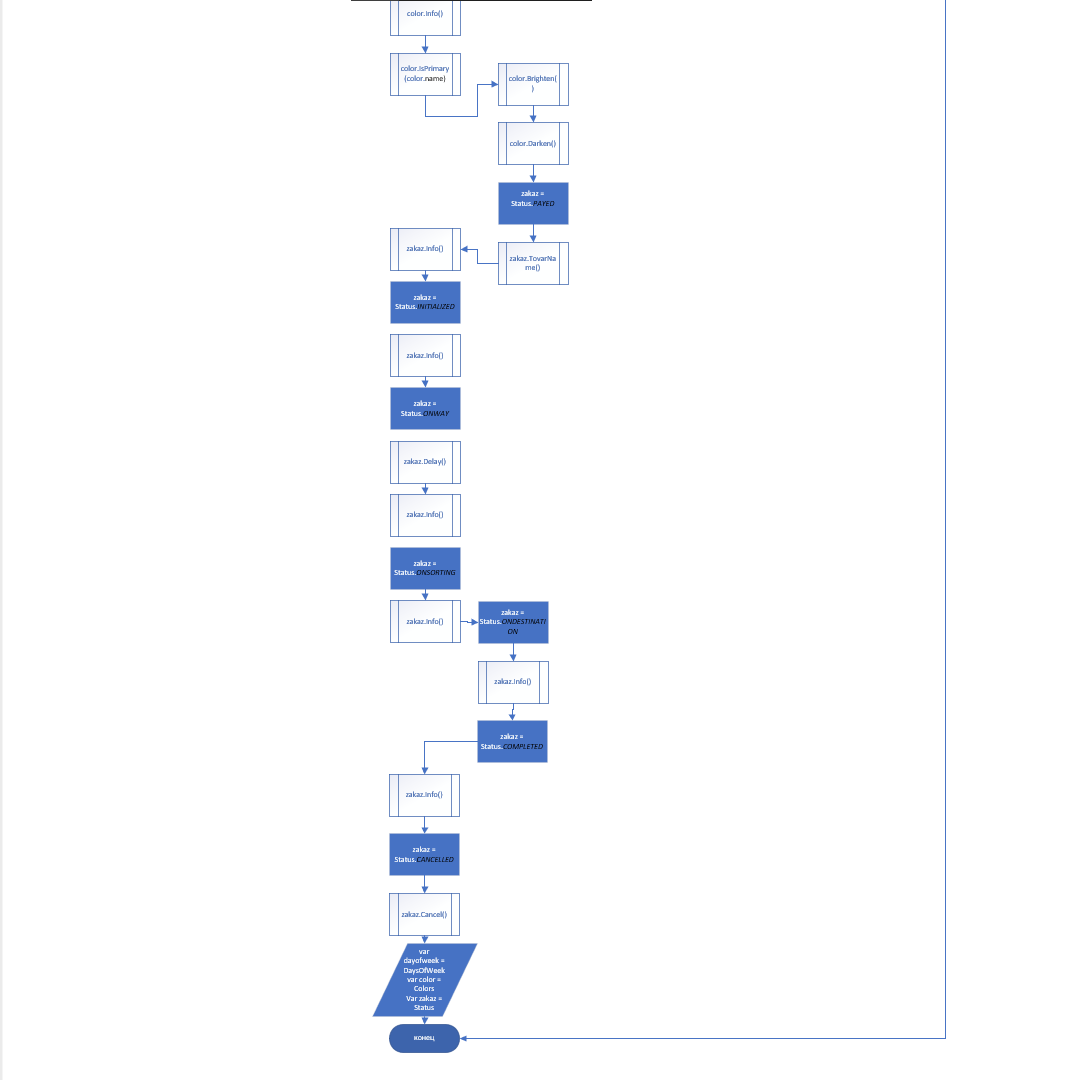 color.Info()
color.IsPrimary
(color.name)
color.Brighten(
)
color.Darken()
zakaz =
Status.PAYED
zakaz.TovarNa
me()
zakaz.Info()
zakaz =
Status.INITIALIZED
zakaz.Info()
zakaz =
Status.ONWAY
zakaz.Delay()
zakaz.Info()
zakaz =
Status.ONSORTING
zakaz.Info()
zakaz =
Status.ONDESTINATI
ON
zakaz.Info()
zakaz =
Status.COMPLETED
zakaz.Info()
zakaz =
Status.CANCELLED
zakaz.Cancel()
var
dayofweek =
DaysOfWeek
var color =
Colors
Var zakaz =
Status
конец